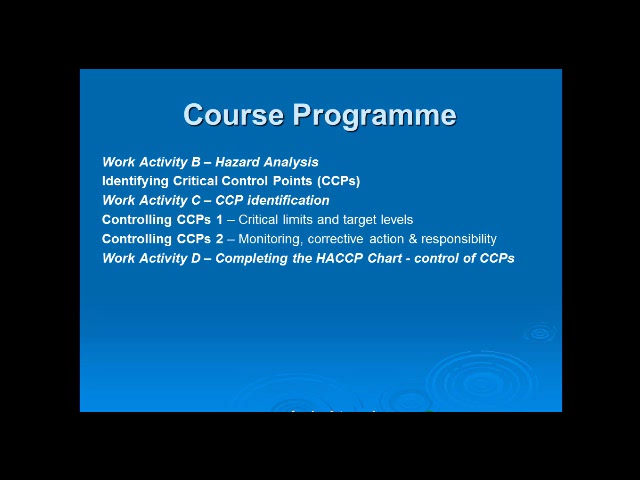 Course Programme
Work Activity B – Hazard Analysis
Identifying Critical Control Points (CCPs)
Work Activity C – CCP identification
Controlling CCPs 1 – Critical limits and target levels
Controlling CCPs 2 – Monitoring, corrective action & responsibility
Work Activity D – Completing the HACCP Chart - control of CCPs